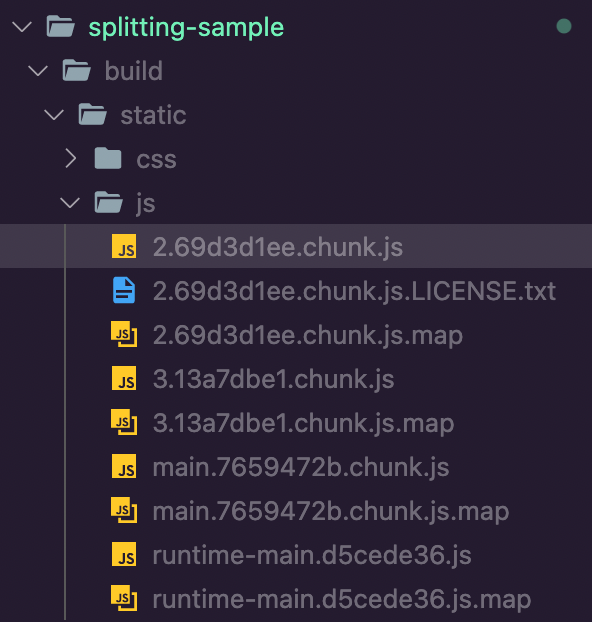 splitting-sample
build
static
css
js
JS 2.69d3d1ee.chunk.js
2.69d3d1ee.chunk.js.LICENSE.txt
JS 2.69d3d1ee.chunk.js.map
JS 3.13a7dbe1.chunk.js
JS 3.13a7dbe1.chunk.js.map
JS main.7659472b.chunk.js
JS main.7659472b.chunk.js.map
JS runtime-main.d5cede36.js
JS runtime-main.d5cede36.js.map